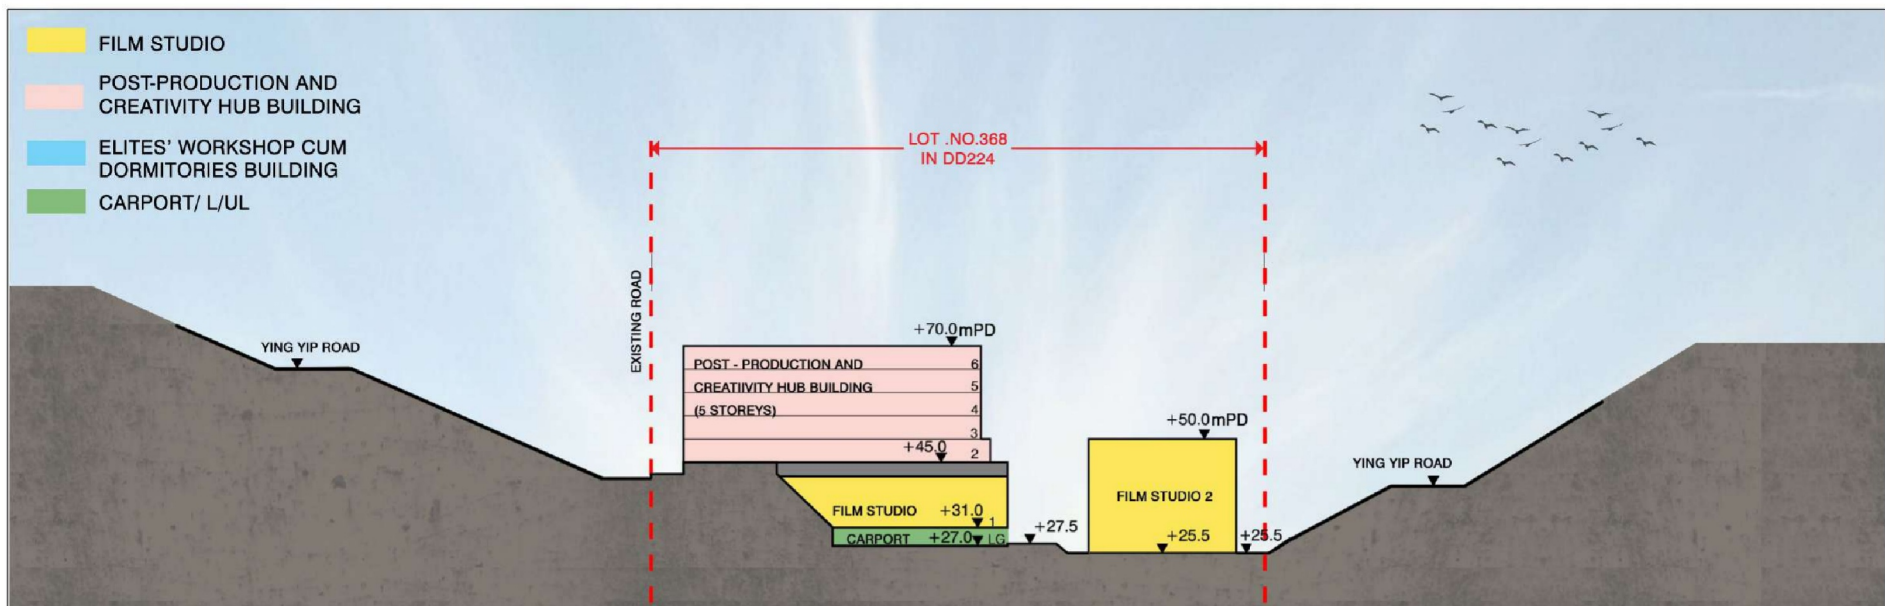 FILM STUDIO
POST-PRODUCTION AND
CREATIVITY HUB BUILDING
ELITES' WORKSHOP CUM
DORMITORIES BUILDING
CARPORT/ L/UL
LOT .NO.368
IN DD224
EXISTING ROAD
YING YIP ROAD
+70.0mPD
POST - PRODUCTION AND
CREATIIVITY HUB BUILDING
(5 STOREYS)
6
5
4
3
2
+45.0
FILM STUDIO +31.0
1
CARPORT +27.0 LG
+27.5
+50.0mPD
FILM STUDIO 2
+25.5
+25.5
YING YIP ROAD